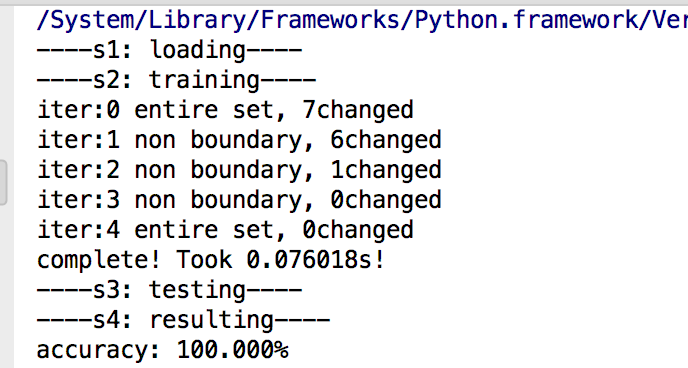 /System/Library/Frameworks/Python.framework/Ver
----s1: loading----
----s2: training----
iter:0 entire set, 7changed
iter:1 non boundary, 6changed
iter:2 non boundary, 1changed
iter:3 non boundary, 0changed
iter:4 entire set, 0changed
complete! Took 0.076018s!
----s3: testing----
----s4: resulting----
accuracy: 100.000%